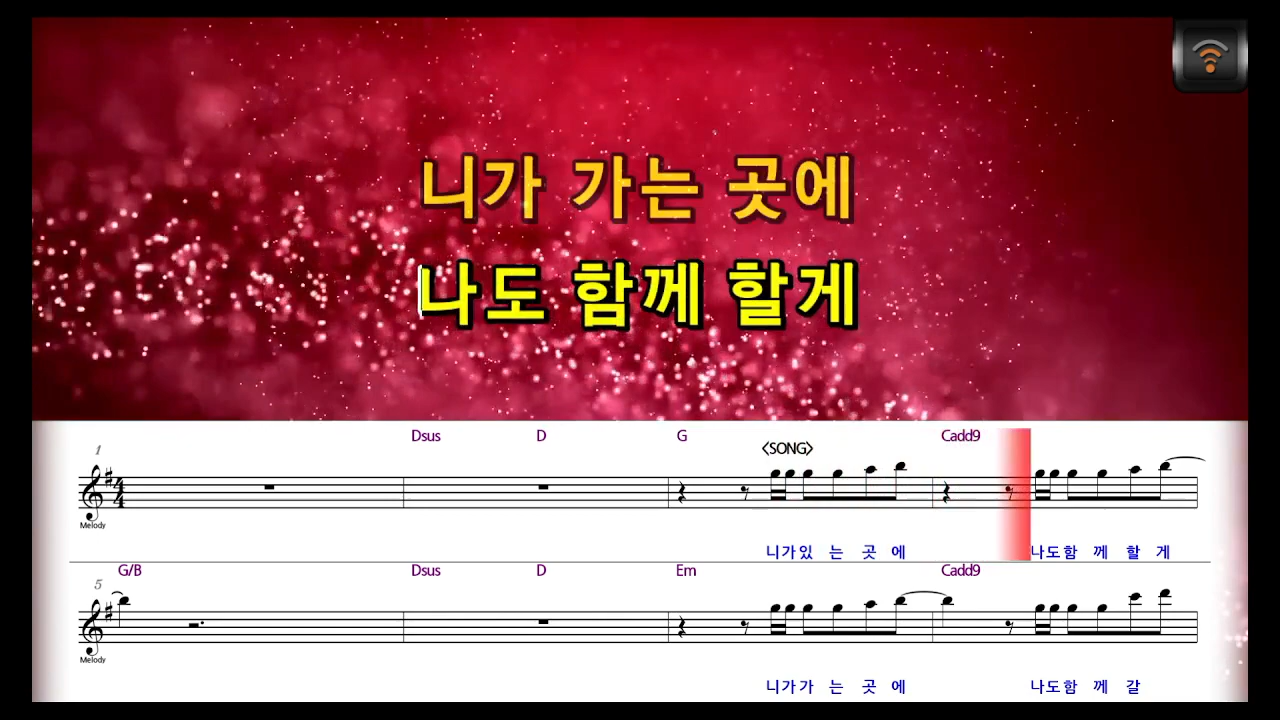 니가 가는 곳에
나도 함께 할게
Dsus D G Cadd9
1 <SONG>
4
4
Melody
니가있 는 곳 에 나도함 께 할 게
G/B Dsus D Em Cadd9
5
Melody
니가가 는 곳 에 나도함 께 갈